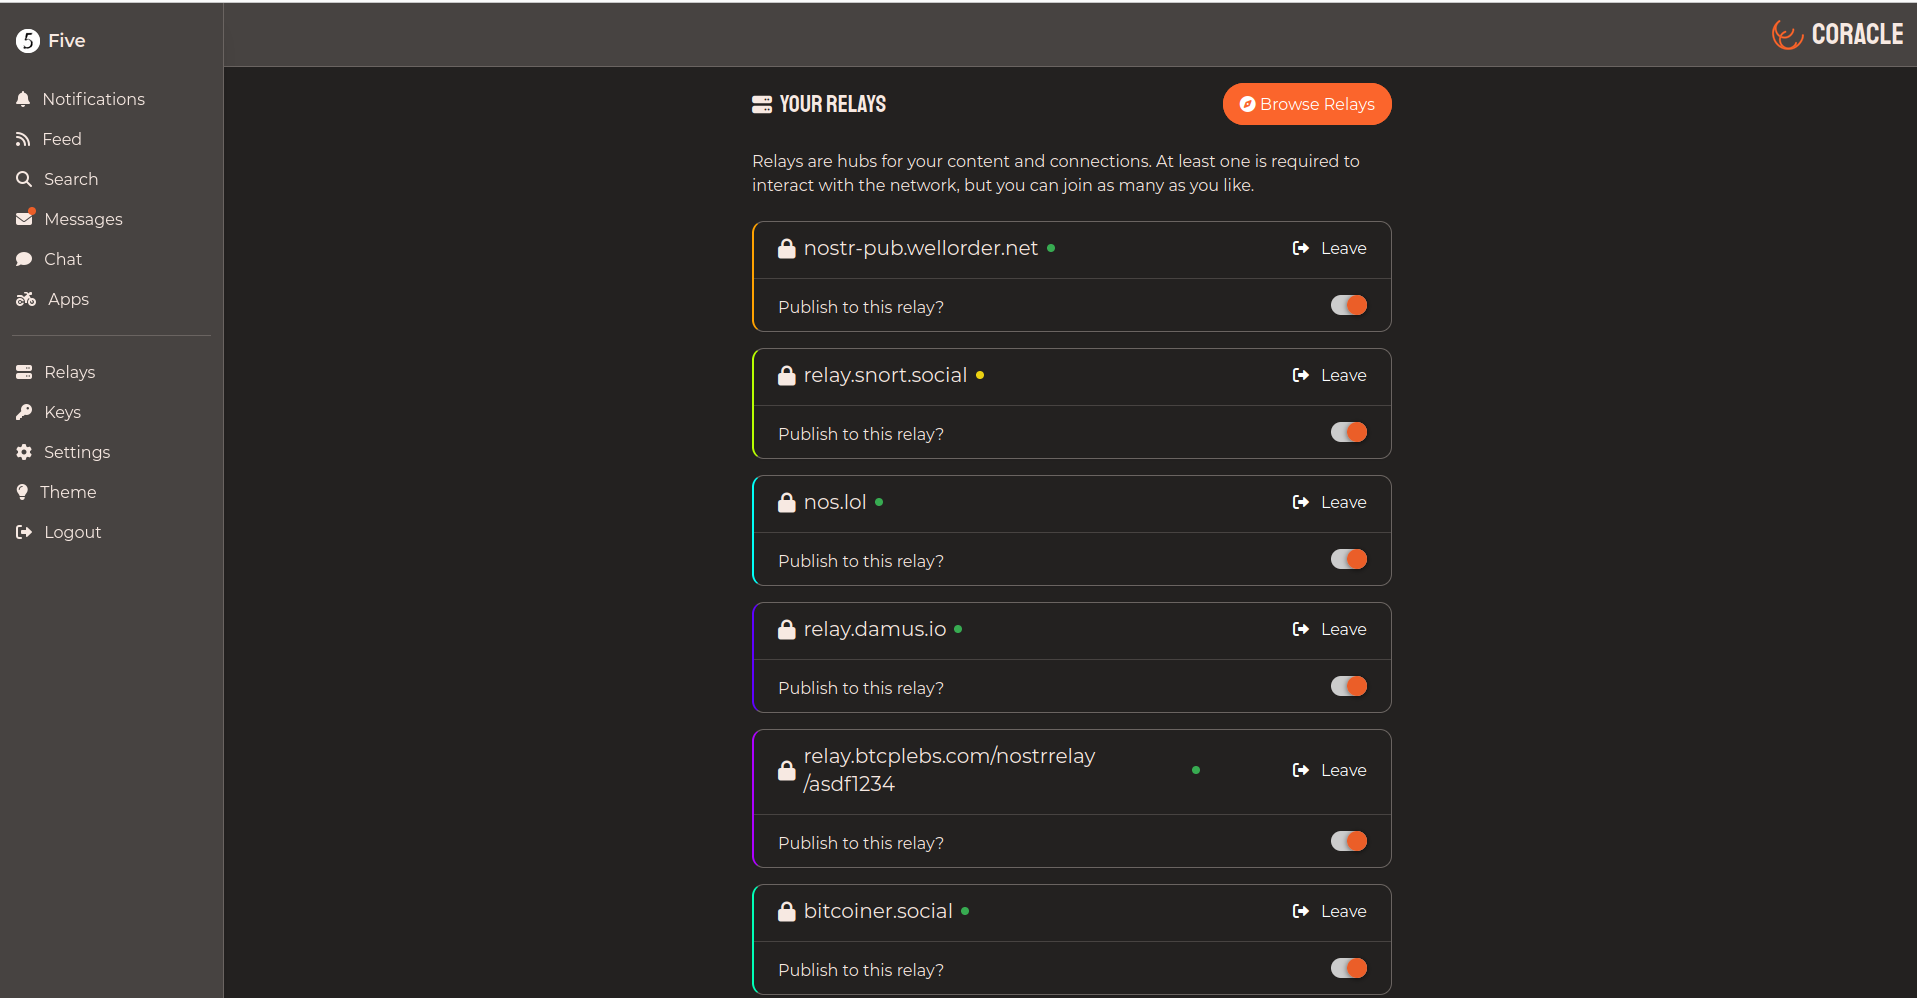 5 Five
Notifications
Feed
Search
Messages
Chat
Apps
Relays
Keys
Settings
Theme
Logout
CORACLE
YOUR RELAYS
Browse Relays
Relays are hubs for your content and connections. At least one is required to
interact with the network, but you can join as many as you like.
nostr-pub.wellorder.net
Leave
Publish to this relay?
relay.snort.social
Leave
Publish to this relay?
nos.lol
Leave
Publish to this relay?
relay.damus.io
Leave
Publish to this relay?
relay.btcplebs.com/nostrrelay
/asdf1234
Leave
Publish to this relay?
bitcoiner.social
Leave
Publish to this relay?